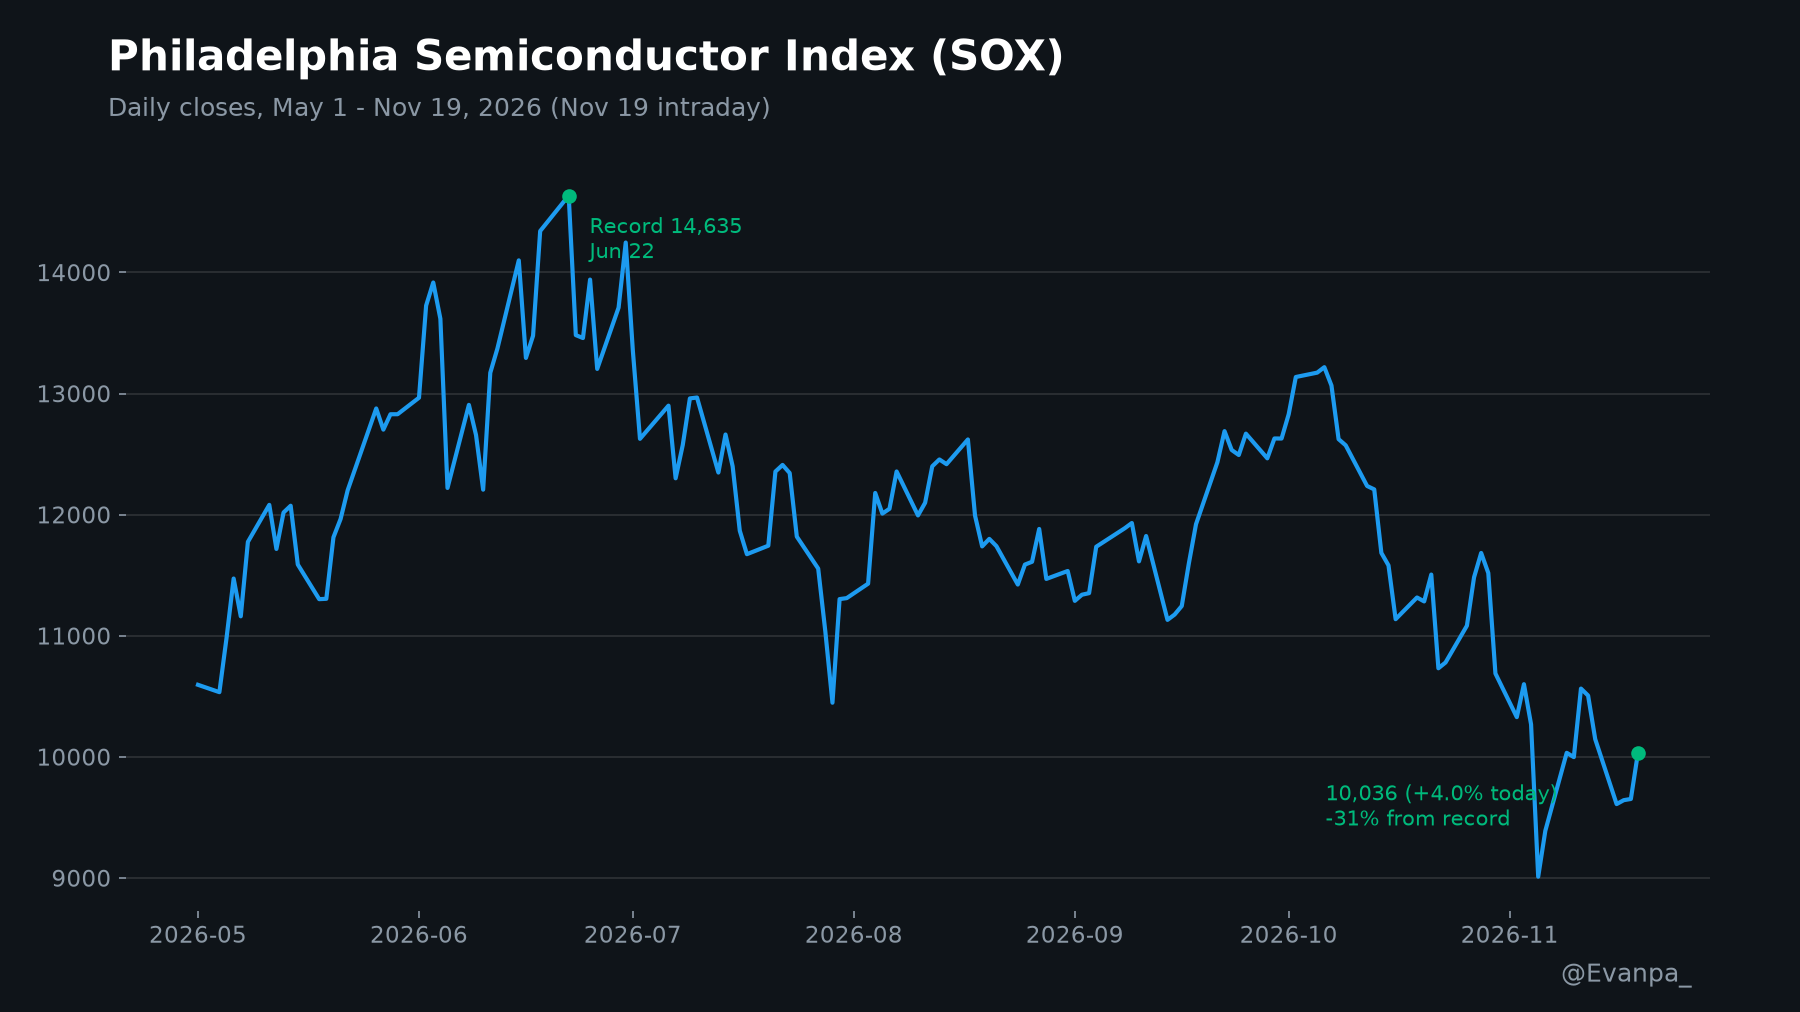 Philadelphia Semiconductor Index (SOX)
Daily closes, May 1 - Nov 19, 2026 (Nov 19 intraday)
Record 14,635
Jun 22
14000
13000
12000
11000
10000
9000
10,036 (+4.0% today)
-31% from record
2026-05
2026-06
2026-07
2026-08
2026-09
2026-10
2026-11
@Evanpa_